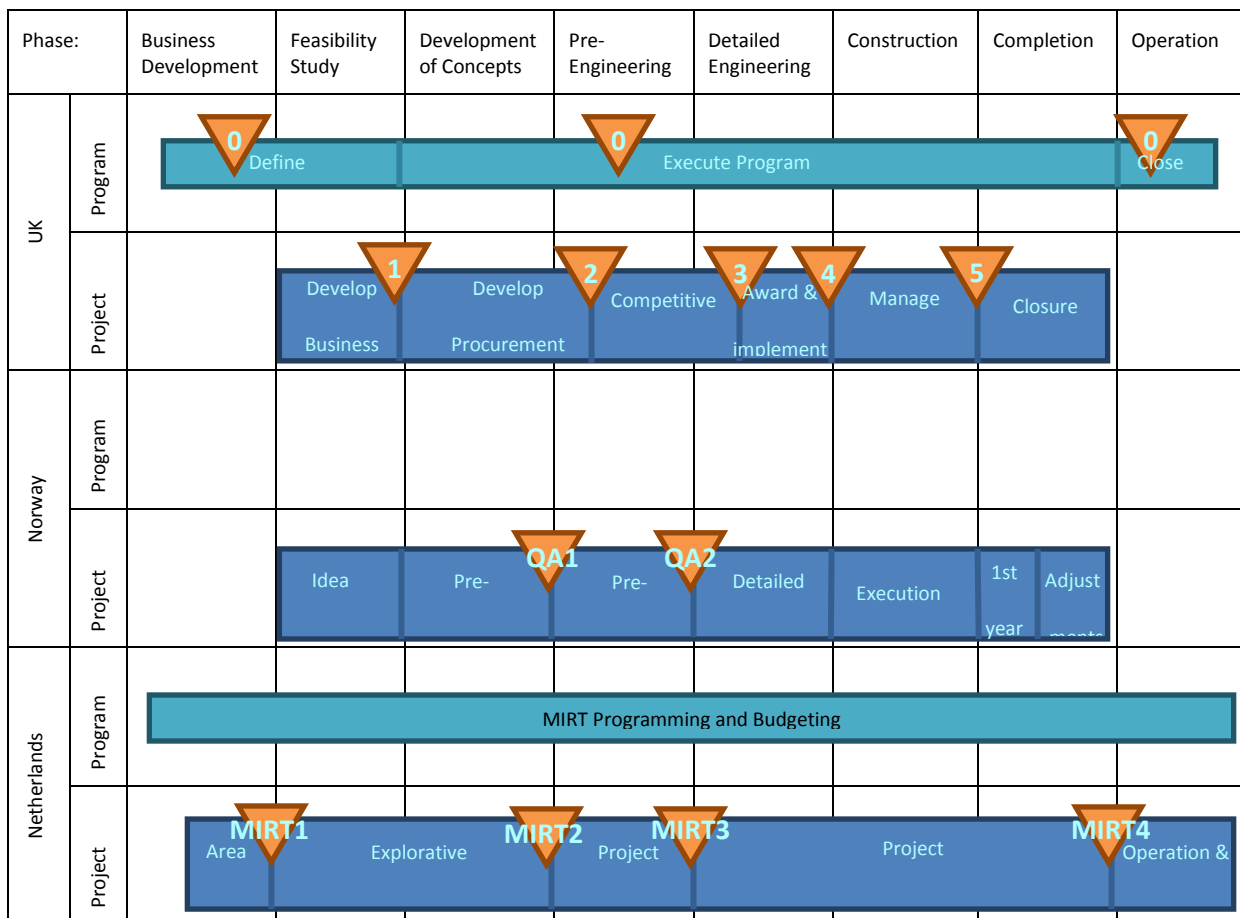 Phase:
Business
Development
Feasibility
Study
Development
of Concepts
Pre-
Engineering
Detailed
Engineering
Construction
Completion
Operation
UK
Program
0
0
0
Define
Execute Program
Close
Project
1
2
3
4
5
Develop
Business
Develop
Procurement
Competitive
Award &
implement
Manage
Closure
Norway
Program
Project
QA1
QA2
Idea
Pre-
Pre-
Detailed
Execution
1st
year
Adjust
ments
Netherlands
Program
MIRT Programming and Budgeting
Project
MIRT1
MIRT2
MIRT3
MIRT4
Area
Explorative
Project
Project
Operation &